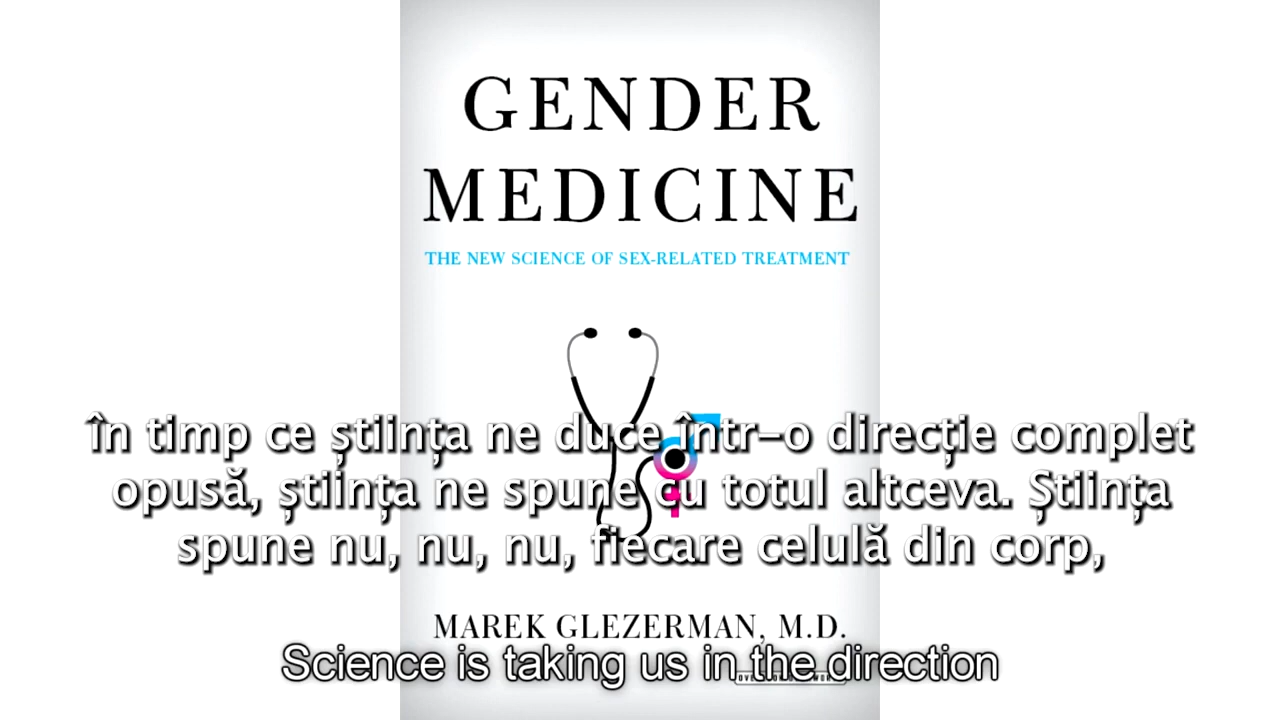 GENDER
MEDICINE
THE NEW SCIENCE OF SEX-RELATED TREATMENT
în timp ce știința ne duce într-o direcție complet
opusă, știința ne spune cu totul altceva. Știința
spune nu, nu, nu, fiecare celulă din corp,
MAREK GLEZERMAN, M.D.
Science is taking us in the direction